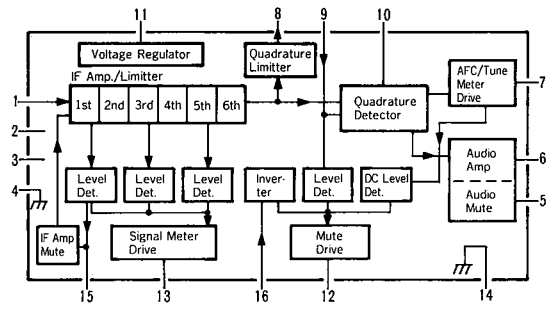 11
8
9
10
Voltage Regulator
Quadrature
Limitter
AFC/Tune
Meter
Drive
7
IF Amp./Limitter
1
1st 2nd 3rd 4th 5th 6th
Quadrature
Detector
2
3
4
Level
Det.
Level
Det.
Level
Det.
Inver-
ter
Level
Det.
DC Level
Det.
Audio
Amp
6
Audio
Mute
5
IF Amp
Mute
Signal Meter
Drive
Mute
Drive
15
13
16
12
14